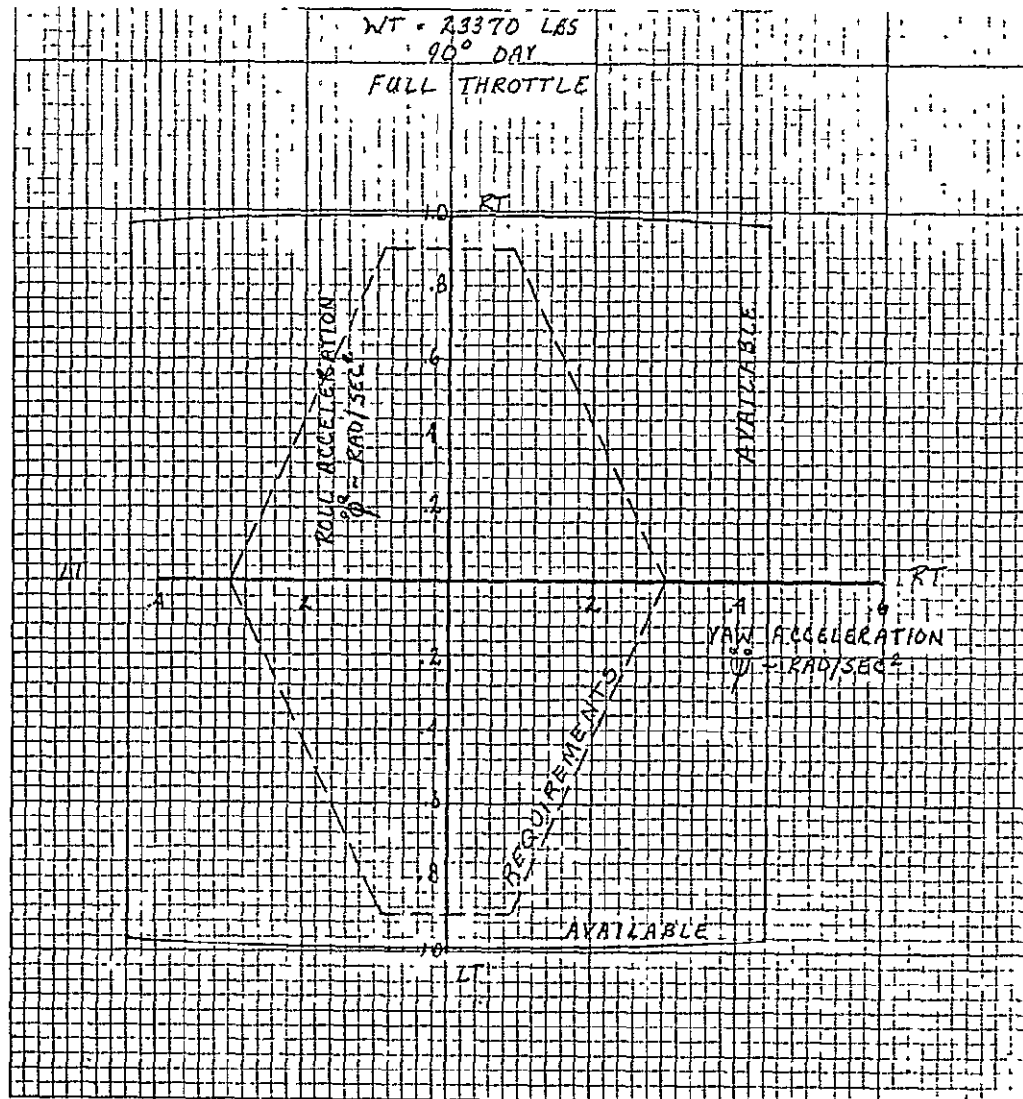 WT = 23370 LBS
90° DAY
FULL THROTTLE
1.0 RT
.8
.6
.4
.2
ROLL ACCELERATION
φ̈ ~ RAD/SEC²
AVAILABLE
LT
RT
.4 .2 .2 .4 .6
YAW ACCELERATION
ψ̈ ~ RAD/SEC²
.2
.4
.6
.8
REQUIREMENTS
AVAILABLE
1.0
LT